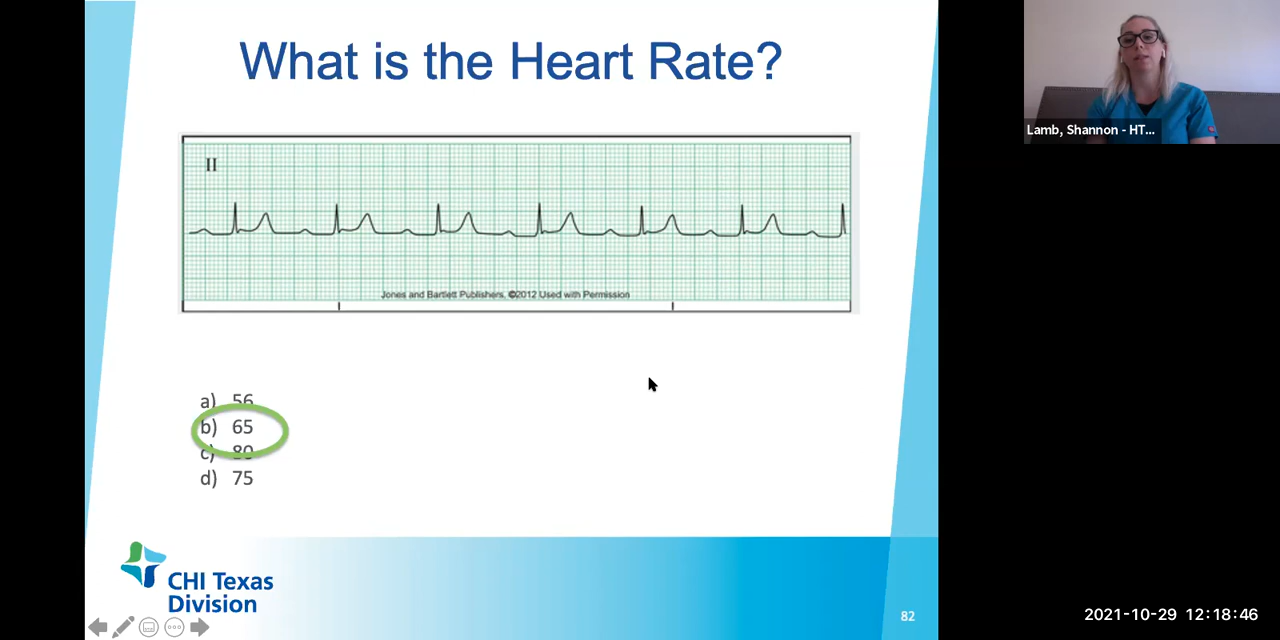 What is the Heart Rate?
II
Jones and Bartlett Publishers, ©2012 Used with Permission
a) 56
b) 65
c) 80
d) 75
CHI Texas
Division
82
Lamb, Shannon - HT...
2021-10-29 12:18:46